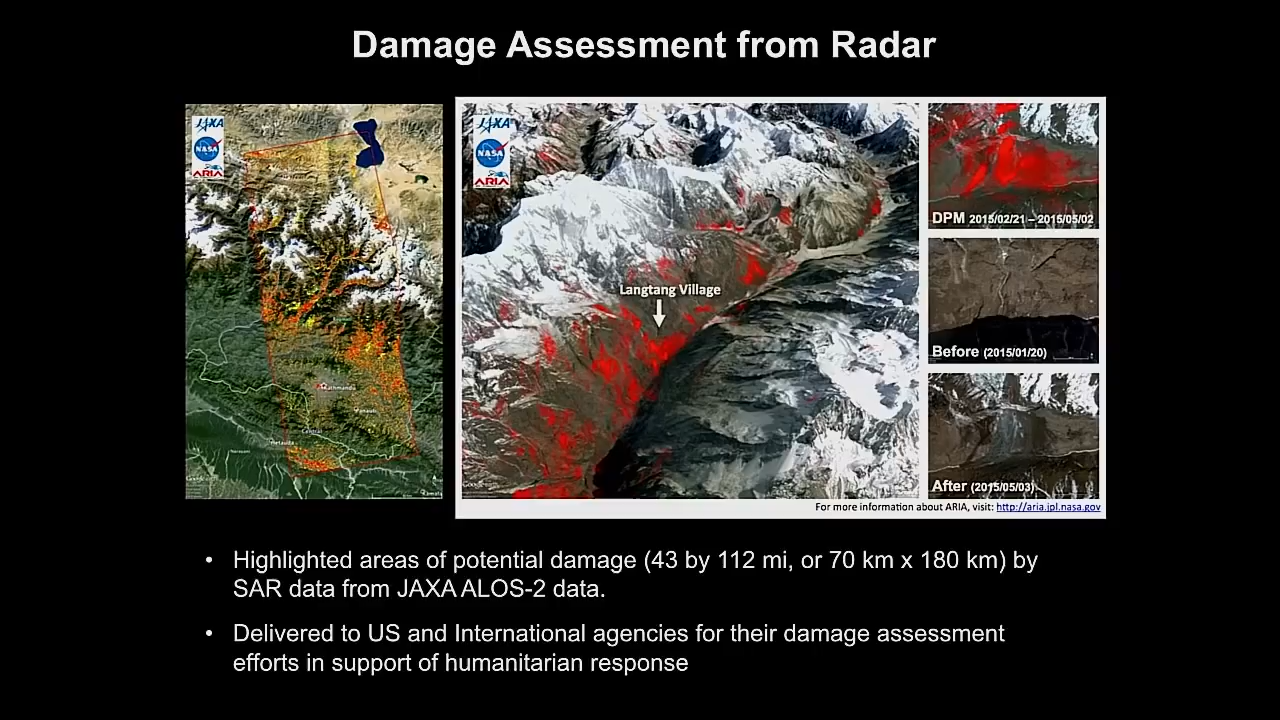 Damage Assessment from Radar
JAXA
NASA
ARIA
Kathmandu
Panauti
Central
Hetauda
JAXA
NASA
ARIA
Langtang Village
DPM 2015/02/21 – 2015/05/02
Before (2015/01/20)
After (2015/05/03)
For more information about ARIA, visit: http://aria.jpl.nasa.gov
• Highlighted areas of potential damage (43 by 112 mi, or 70 km x 180 km) by
SAR data from JAXA ALOS-2 data.
• Delivered to US and International agencies for their damage assessment
efforts in support of humanitarian response